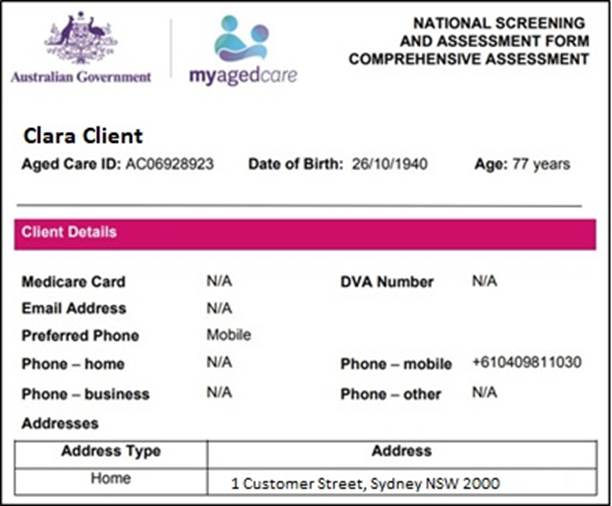 Australian Government
myagedcare
NATIONAL SCREENING
AND ASSESSMENT FORM
COMPREHENSIVE ASSESSMENT
Clara Client
Aged Care ID: AC06928923 Date of Birth: 26/10/1940 Age: 77 years
Client Details
Medicare Card N/A DVA Number N/A
Email Address N/A
Preferred Phone Mobile
Phone – home N/A Phone – mobile +610409811030
Phone – business N/A Phone – other N/A
Addresses
Address Type Address
Home 1 Customer Street, Sydney NSW 2000